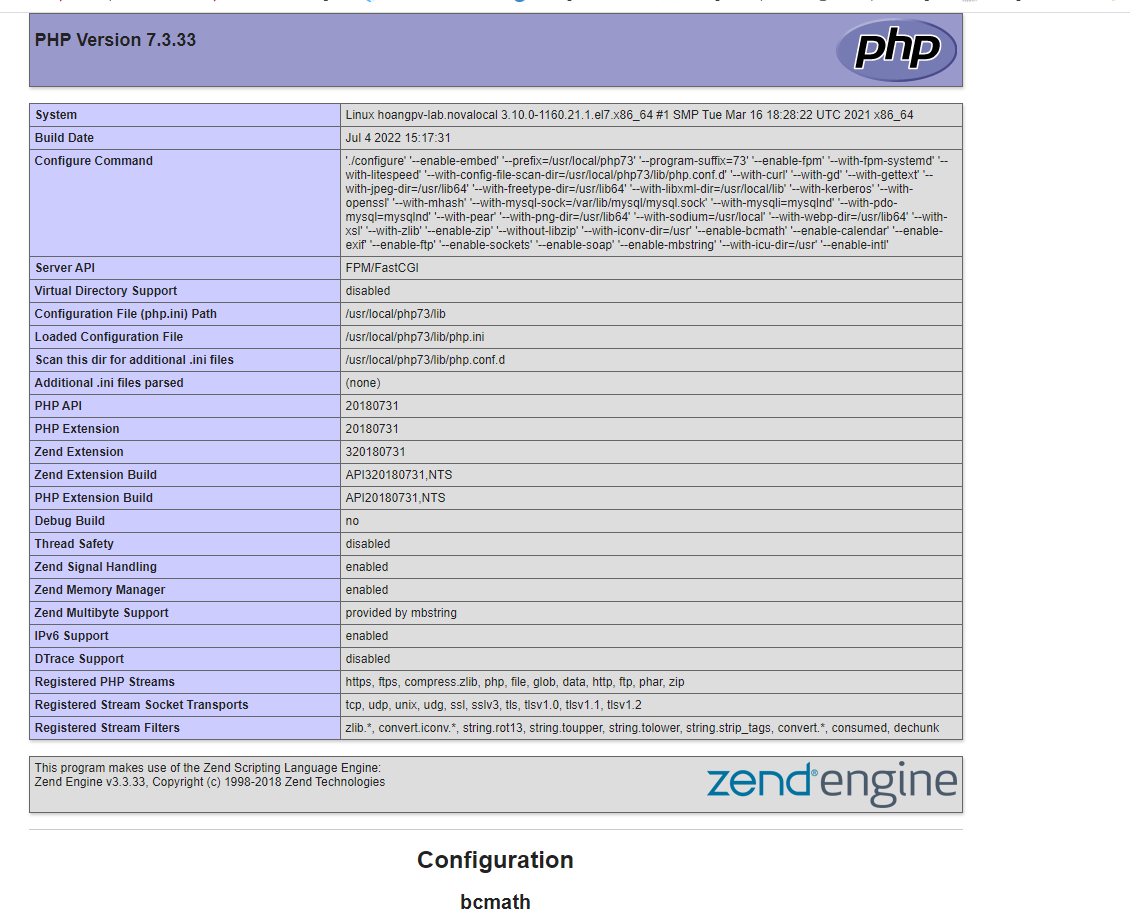 PHP Version 7.3.33
php
System Linux hoangpv-lab.novalocal 3.10.0-1160.21.1.el7.x86_64 #1 SMP Tue Mar 16 18:28:22 UTC 2021 x86_64
Build Date Jul 4 2022 15:17:31
Configure Command './configure' '--enable-embed' '--prefix=/usr/local/php73' '--program-suffix=73' '--enable-fpm' '--with-fpm-systemd' '--
with-litespeed' '--with-config-file-scan-dir=/usr/local/php73/lib/php.conf.d' '--with-curl' '--with-gd' '--with-gettext' '--
with-jpeg-dir=/usr/lib64' '--with-freetype-dir=/usr/lib64' '--with-libxml-dir=/usr/local/lib' '--with-kerberos' '--with-
openssl' '--with-mhash' '--with-mysql-sock=/var/lib/mysql/mysql.sock' '--with-mysqli=mysqlnd' '--with-pdo-
mysql=mysqlnd' '--with-pear' '--with-png-dir=/usr/lib64' '--with-sodium=/usr/local' '--with-webp-dir=/usr/lib64' '--with-
xsl' '--with-zlib' '--enable-zip' '--without-libzip' '--with-iconv-dir=/usr' '--enable-bcmath' '--enable-calendar' '--enable-
exif' '--enable-ftp' '--enable-sockets' '--enable-soap' '--enable-mbstring' '--with-icu-dir=/usr' '--enable-intl'
Server API FPM/FastCGI
Virtual Directory Support disabled
Configuration File (php.ini) Path /usr/local/php73/lib
Loaded Configuration File /usr/local/php73/lib/php.ini
Scan this dir for additional .ini files /usr/local/php73/lib/php.conf.d
Additional .ini files parsed (none)
PHP API 20180731
PHP Extension 20180731
Zend Extension 320180731
Zend Extension Build API320180731,NTS
PHP Extension Build API20180731,NTS
Debug Build no
Thread Safety disabled
Zend Signal Handling enabled
Zend Memory Manager enabled
Zend Multibyte Support provided by mbstring
IPv6 Support enabled
DTrace Support disabled
Registered PHP Streams https, ftps, compress.zlib, php, file, glob, data, http, ftp, phar, zip
Registered Stream Socket Transports tcp, udp, unix, udg, ssl, sslv3, tls, tlsv1.0, tlsv1.1, tlsv1.2
Registered Stream Filters zlib.*, convert.iconv.*, string.rot13, string.toupper, string.tolower, string.strip_tags, convert.*, consumed, dechunk
This program makes use of the Zend Scripting Language Engine:
Zend Engine v3.3.33, Copyright (c) 1998-2018 Zend Technologies
zend® engine
Configuration
bcmath